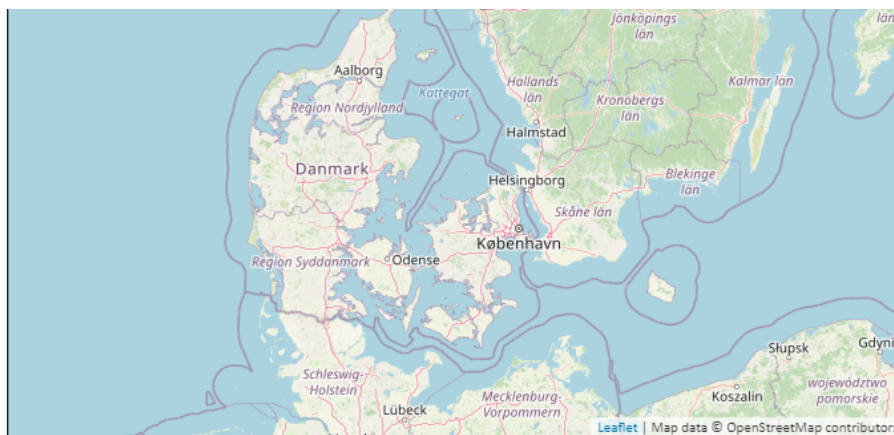 Jönköpings
län
Aalborg
Kattegat
Hallands
län
Kalmar län
Kronobergs
län
Region Nordjylland
Halmstad
Danmark
Helsingborg
Blekinge
län
Skåne län
København
Region Syddanmark
Odense
Słupsk
Gdyni
Schleswig-
Holstein
Mecklenburg-
Vorpommern
Koszalin
województwo
pomorskie
Lübeck
Leaflet | Map data © OpenStreetMap contributor